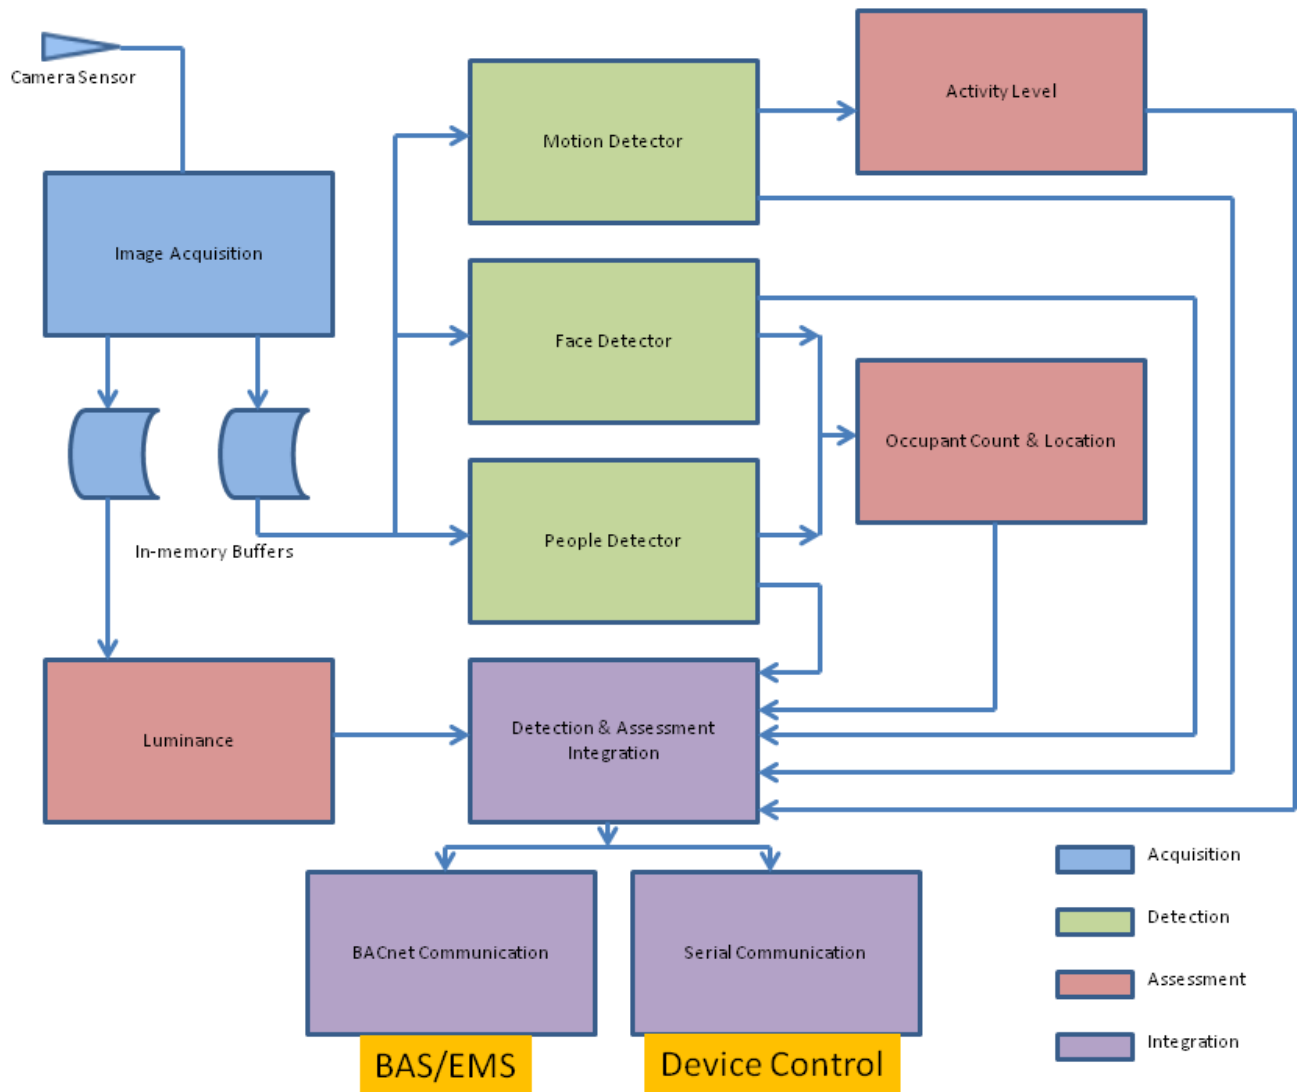 Camera Sensor
Activity Level
Motion Detector
Image Acquisition
Face Detector
Occupant Count & Location
In-memory Buffers
People Detector
Luminance
Detection & Assessment
Integration
Acquisition
Detection
Assessment
Integration
BACnet Communication
Serial Communication
BAS/EMS
Device Control